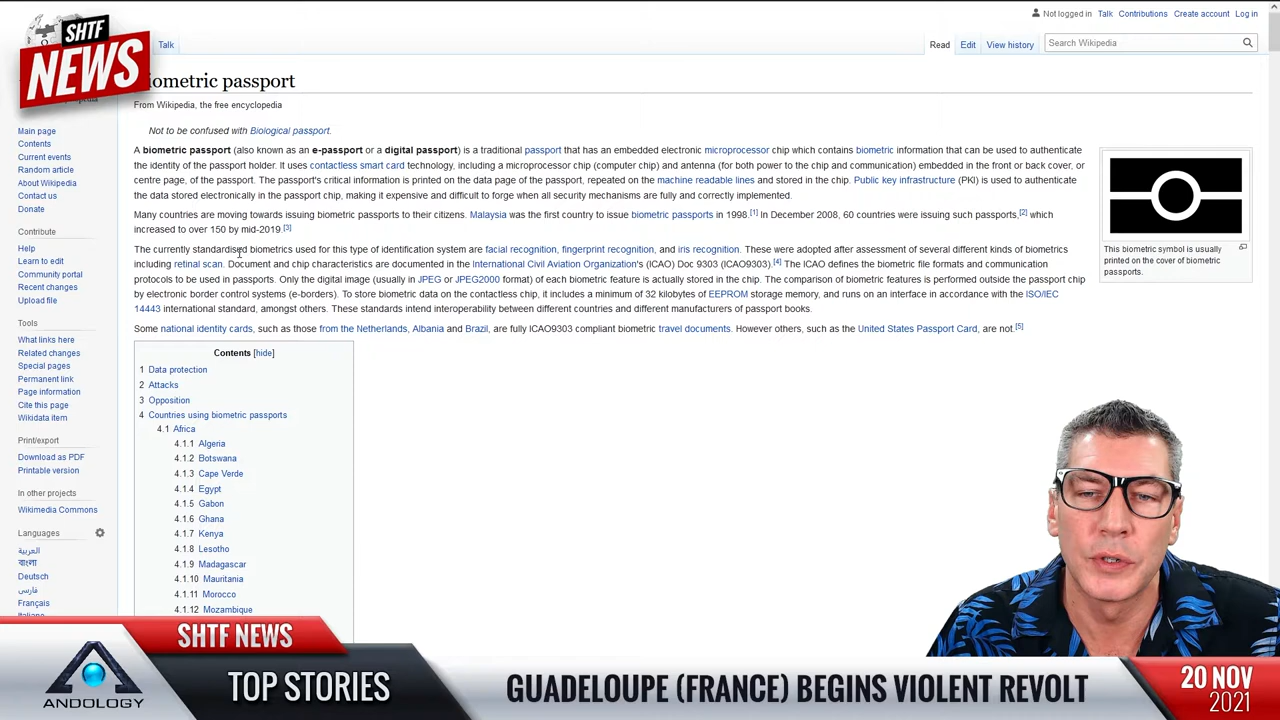 SHTF
NEWS
Not logged in Talk Contributions Create account Log in
Talk
Read Edit View history Search Wikipedia
iometric passport
From Wikipedia, the free encyclopedia
Not to be confused with Biological passport.
A biometric passport (also known as an e-passport or a digital passport) is a traditional passport that has an embedded electronic microprocessor chip which contains biometric information that can be used to authenticate
the identity of the passport holder. It uses contactless smart card technology, including a microprocessor chip (computer chip) and antenna (for both power to the chip and communication) embedded in the front or back cover, or
centre page, of the passport. The passport's critical information is printed on the data page of the passport, repeated on the machine readable lines and stored in the chip. Public key infrastructure (PKI) is used to authenticate
the data stored electronically in the passport chip, making it expensive and difficult to forge when all security mechanisms are fully and correctly implemented.
Many countries are moving towards issuing biometric passports to their citizens. Malaysia was the first country to issue biometric passports in 1998.[1] In December 2008, 60 countries were issuing such passports,[2] which
increased to over 150 by mid-2019.[3]
The currently standardised biometrics used for this type of identification system are facial recognition, fingerprint recognition, and iris recognition. These were adopted after assessment of several different kinds of biometrics
including retinal scan. Document and chip characteristics are documented in the International Civil Aviation Organization's (ICAO) Doc 9303 (ICAO9303).[4] The ICAO defines the biometric file formats and communication
protocols to be used in passports. Only the digital image (usually in JPEG or JPEG2000 format) of each biometric feature is actually stored in the chip. The comparison of biometric features is performed outside the passport chip
by electronic border control systems (e-borders). To store biometric data on the contactless chip, it includes a minimum of 32 kilobytes of EEPROM storage memory, and runs on an interface in accordance with the ISO/IEC
14443 international standard, amongst others. These standards intend interoperability between different countries and different manufacturers of passport books.
Some national identity cards, such as those from the Netherlands, Albania and Brazil, are fully ICAO9303 compliant biometric travel documents. However others, such as the United States Passport Card, are not.[5]
This biometric symbol is usually
printed on the cover of biometric
passports.
Main page
Contents
Current events
Random article
About Wikipedia
Contact us
Donate
Contribute
Help
Learn to edit
Community portal
Recent changes
Upload file
Tools
What links here
Related changes
Special pages
Permanent link
Page information
Cite this page
Wikidata item
Print/export
Download as PDF
Printable version
In other projects
Wikimedia Commons
Languages
العربية
বাংলা
Deutsch
فارسی
Français
Italiano
Contents [hide]
1 Data protection
2 Attacks
3 Opposition
4 Countries using biometric passports
4.1 Africa
4.1.1 Algeria
4.1.2 Botswana
4.1.3 Cape Verde
4.1.4 Egypt
4.1.5 Gabon
4.1.6 Ghana
4.1.7 Kenya
4.1.8 Lesotho
4.1.9 Madagascar
4.1.10 Mauritania
4.1.11 Morocco
4.1.12 Mozambique
SHTF NEWS
ANDOLOGY
TOP STORIES
GUADELOUPE (FRANCE) BEGINS VIOLENT REVOLT
20 NOV
2021